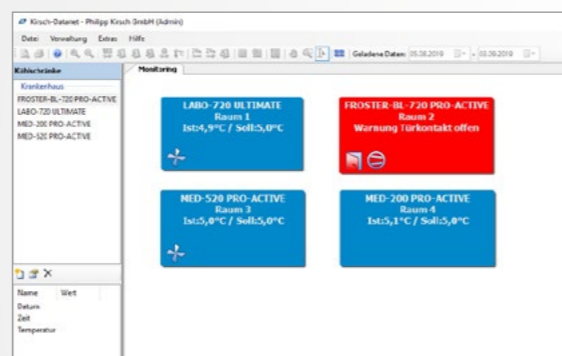 Kirsch-Datanet - Philipp Kirsch GmbH (Admin)
Datei Verwaltung Extras Hilfe
Geladene Daten: 05.08.2019 - 03.09.2019
Kühlschränke
Monitoring
Krankenhaus
FROSTER-BL-720 PRO-ACTIVE
LABO-720 ULTIMATE
MED-200 PRO-ACTIVE
MED-520 PRO-ACTIVE
LABO-720 ULTIMATE
Raum 1
Ist:4,9°C / Soll:5,0°C
FROSTER-BL-720 PRO-ACTIVE
Raum 2
Warnung Türkontakt offen
MED-520 PRO-ACTIVE
Raum 3
Ist:5,0°C / Soll:5,0°C
MED-200 PRO-ACTIVE
Raum 4
Ist:5,1°C / Soll:5,0°C
Name Wert
Datum
Zeit
Temperatur